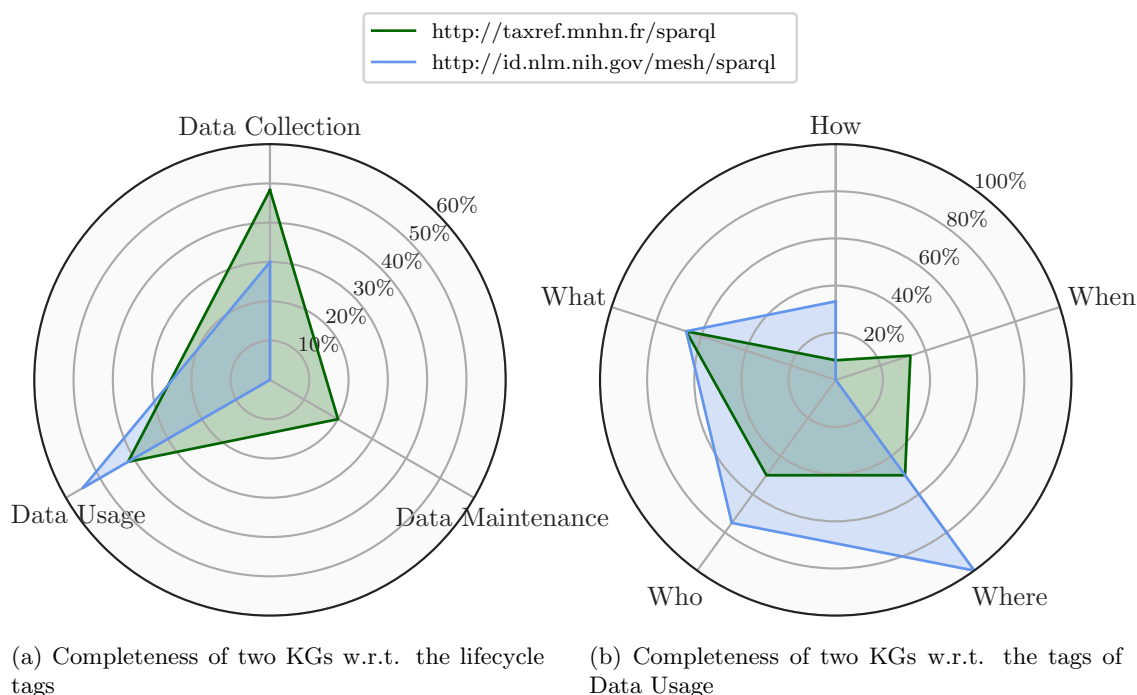 http://taxref.mnhn.fr/sparql
http://id.nlm.nih.gov/mesh/sparql
Data Collection
60%
50%
40%
30%
20%
10%
Data Usage
Data Maintenance
How
100%
80%
60%
40%
20%
What
When
Who
Where
(a) Completeness of two KGs w.r.t. the lifecycle
tags
(b) Completeness of two KGs w.r.t. the tags of
Data Usage